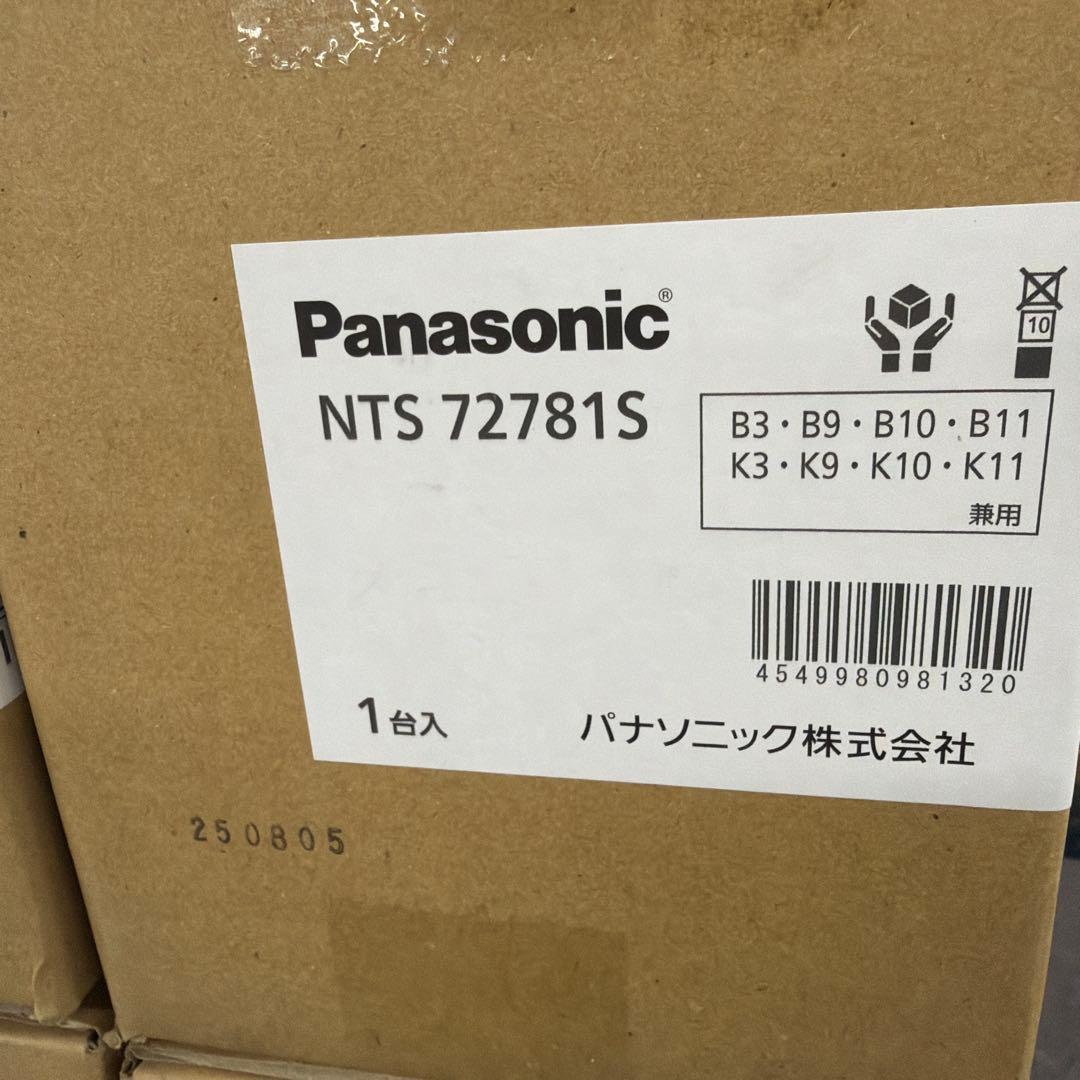 Panasonic®
NTS 72781S
10
B3・B9・B10・B11
K3・K9・K10・K11
兼用
4549980981320
1台入
パナソニック株式会社
250805